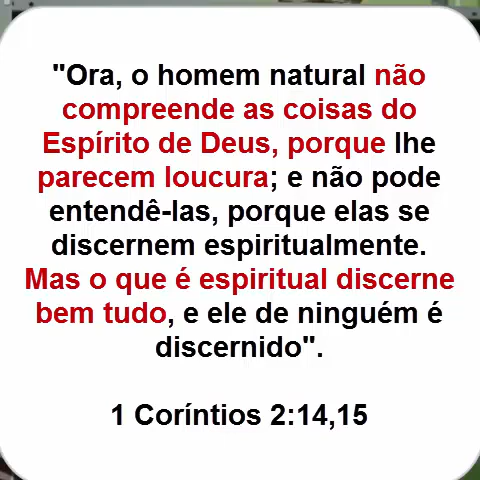 "Ora, o homem natural não
compreende as coisas do
Espírito de Deus, porque lhe
parecem loucura; e não pode
entendê-las, porque elas se
discernem espiritualmente.
Mas o que é espiritual discerne
bem tudo, e ele de ninguém é
discernido".
1 Coríntios 2:14,15